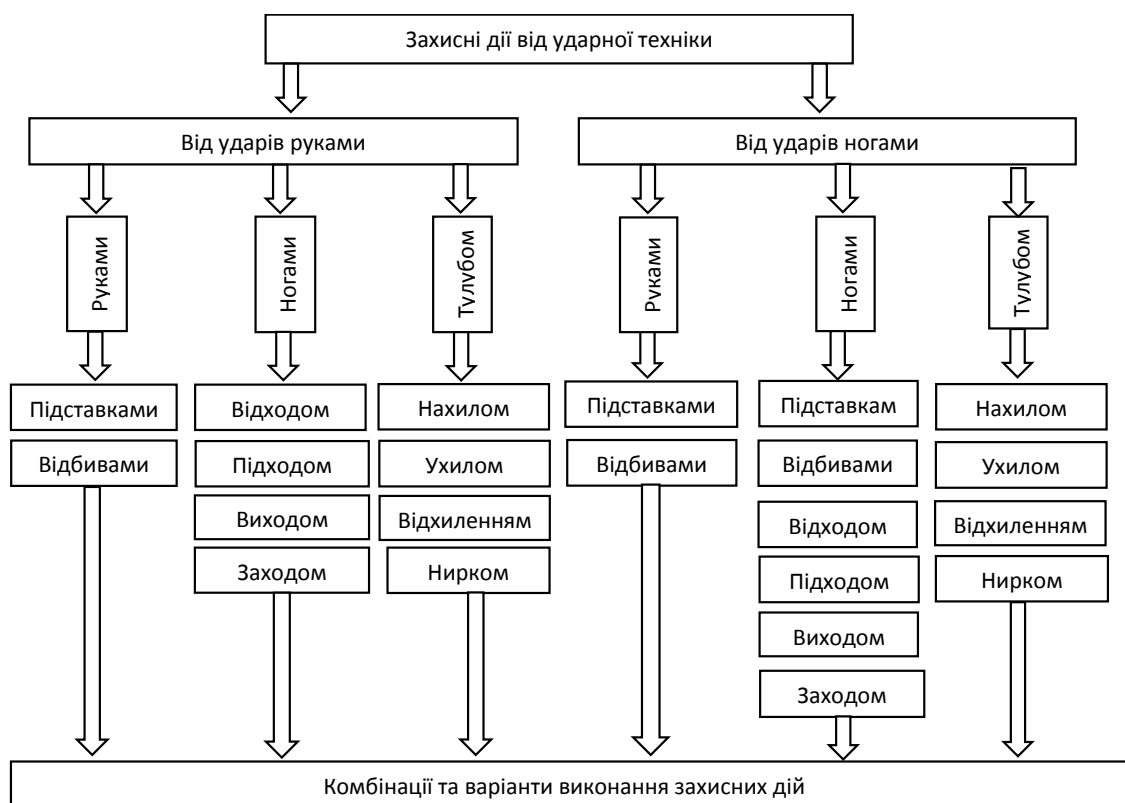 Захисні дії від ударної техніки
Від ударів руками
Від ударів ногами
Руками
Ногами
Тулубом
Руками
Ногами
Тулубом
Підставками
Відходом
Нахилом
Підставками
Підставкам
Нахилом
Відбивами
Підходом
Ухилом
Відбивами
Відбивами
Ухилом
Виходом
Відхиленням
Відходом
Відхиленням
Заходом
Нирком
Підходом
Нирком
Виходом
Заходом
Комбінації та варіанти виконання захисних дій